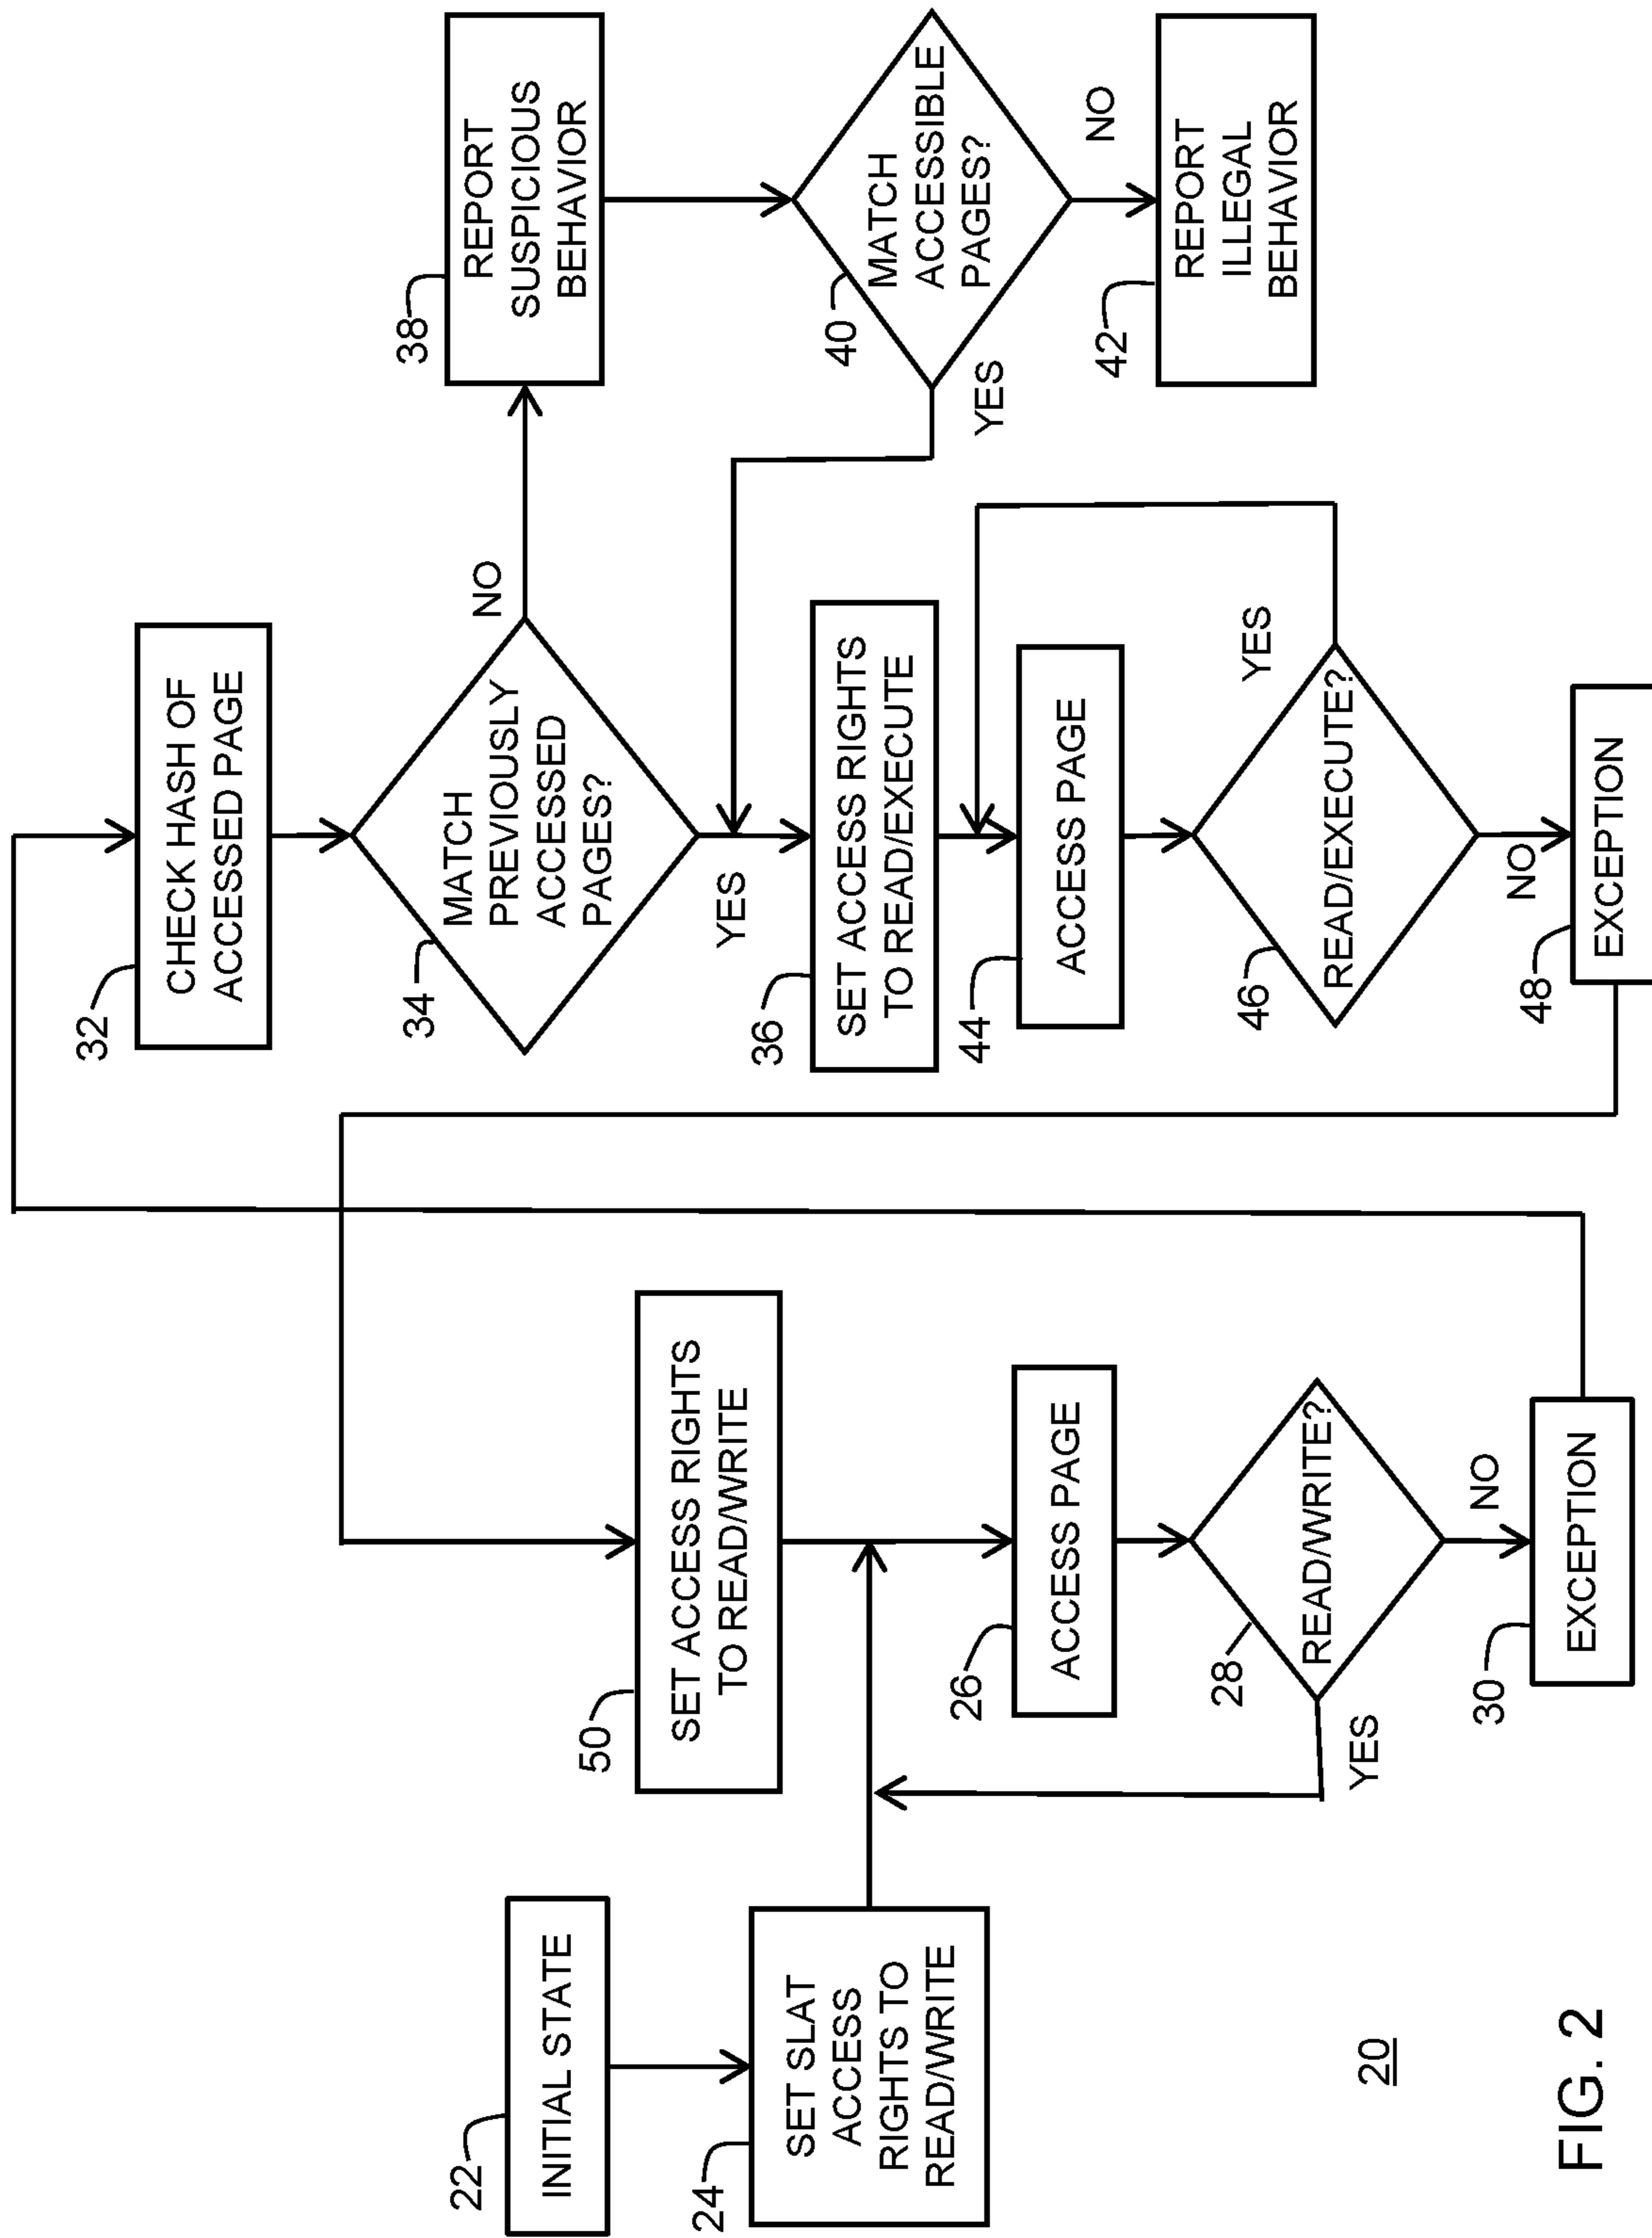 22
INITIAL STATE
24
SET SLAT
ACCESS
RIGHTS TO
READ/WRITE
50
SET ACCESS RIGHTS
TO READ/WRITE
26
ACCESS PAGE
28
READ/WRITE?
YES
NO
30
EXCEPTION
32
CHECK HASH OF
ACCESSED PAGE
34
MATCH
PREVIOUSLY
ACCESSED
PAGES?
NO
YES
36
SET ACCESS RIGHTS
TO READ/EXECUTE
44
ACCESS PAGE
46
READ/EXECUTE?
YES
NO
48
EXCEPTION
38
REPORT
SUSPICIOUS
BEHAVIOR
40
MATCH
ACCESSIBLE
PAGES?
YES
NO
42
REPORT
ILLEGAL
BEHAVIOR
20
FIG. 2